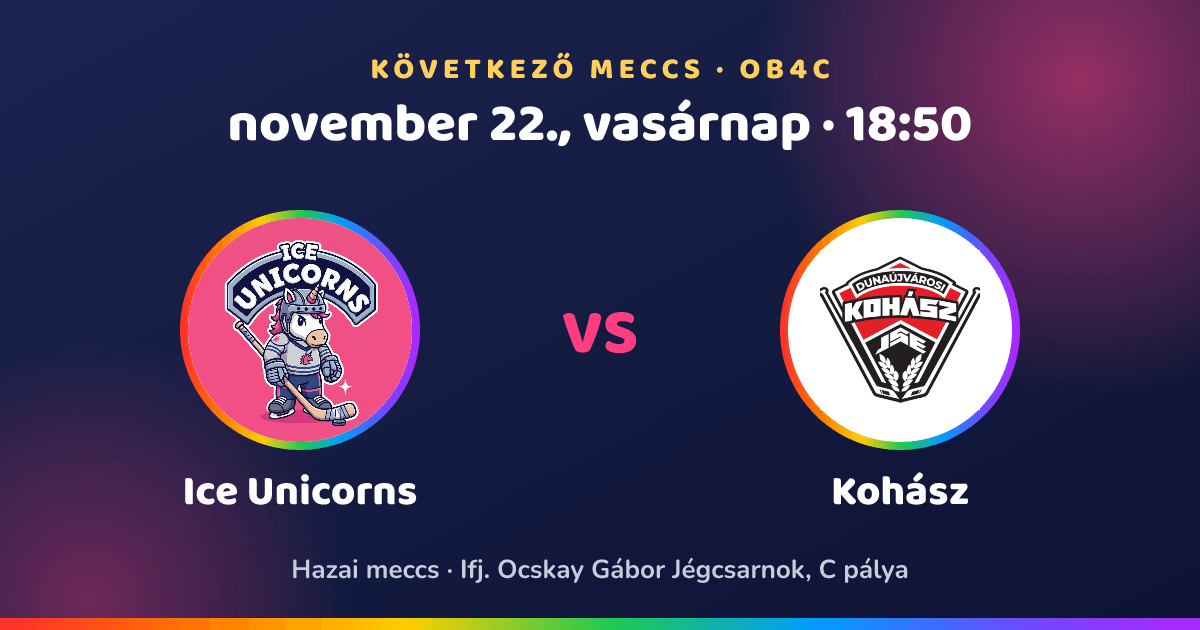 KÖVETKEZŐ MECCS · OB4C
november 22., vasárnap · 18:50
ICE
UNICORNS
VS
DUNAÚJVÁROSI
KOHÁSZ
JSE
Ice Unicorns
Kohász
Hazai meccs · Ifj. Ocskay Gábor Jégcsarnok, C pálya